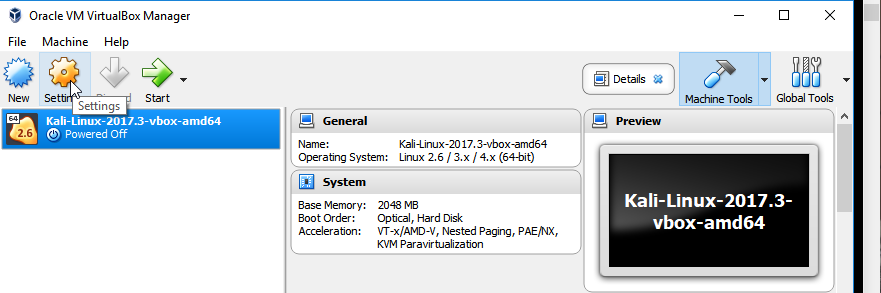 Oracle VM VirtualBox Manager
File Machine Help
New
Settings
Start
Details
Machine Tools
Global Tools
64
2.6
Kali-Linux-2017.3-vbox-amd64
Powered Off
General
Name: Kali-Linux-2017.3-vbox-amd64
Operating System: Linux 2.6 / 3.x / 4.x (64-bit)
System
Base Memory: 2048 MB
Boot Order: Optical, Hard Disk
Acceleration: VT-x/AMD-V, Nested Paging, PAE/NX,
KVM Paravirtualization
Preview
Kali-Linux-2017.3-
vbox-amd64